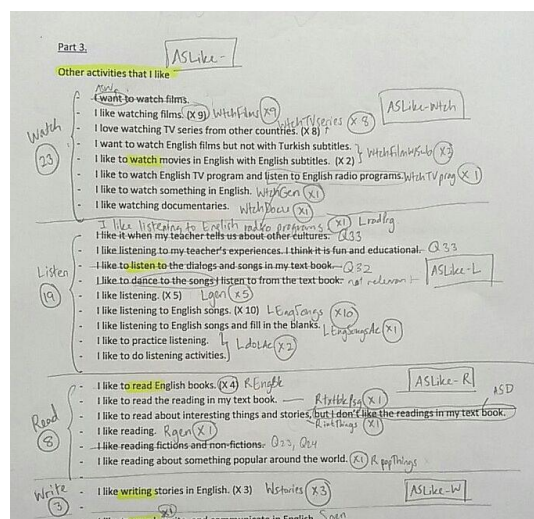 Part 3.
ASLike-
Other activities that I like
Watch
23
- I want to watch films.
- I like watching films. (X 9) WtchFilms X9
- I love watching TV series from other countries. (X 8) WtchTVseries X 8
ASLike-Wtch
- I want to watch English films but not with Turkish subtitles.
- I like to watch movies in English with English subtitles. (X 2)
- I like to watch English TV program and listen to English radio programs. WtchTVprog X 1
- I like to watch something in English. WtchGen X1
- I like watching documentaries. WtchDocu X1
I like listening to English radio programs X1 Lradprg
Listen
19
- I like it when my teacher tells us about other cultures. Q33
- I like listening to my teacher's experiences. I think it is fun and educational. Q33
- I like to listen to the dialogs and songs in my text book. Q32
ASLike-L
- I like to dance to the songs I listen to from the text book. not relevant
- I like listening. (X 5) Lgen x5
- I like listening to English songs. (X 10) LEngSongs X10
- I like listening to English songs and fill in the blanks. LEngSongsAc X1
- I like to practice listening.
- I like to do listening activities. LdoLAc X2
Read
8
- I like to read English books. (X 4) REngBk
ASLike-R
- I like to read the reading in my text book. X1
ASD
- I like to read about interesting things and stories, but I don't like the readings in my text book.
- I like reading. Rgen X1 RintThings X1
- I like reading fictions and non-fictions. Q23, Q24
- I like reading about something popular around the world. X1 RpopThings
Write
3
- I like writing stories in English. (X 3) Wstories X3
ASLike-W